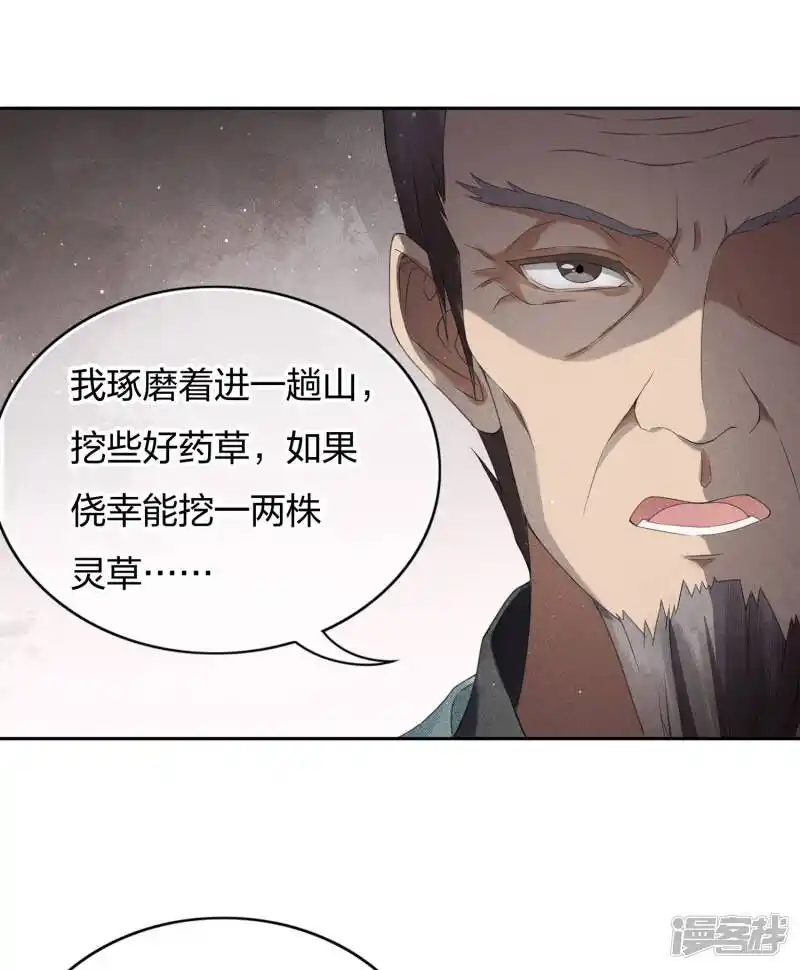 我琢磨着进一趟山，
挖些好药草，如果
侥幸能挖一两株
灵草……
漫客栈